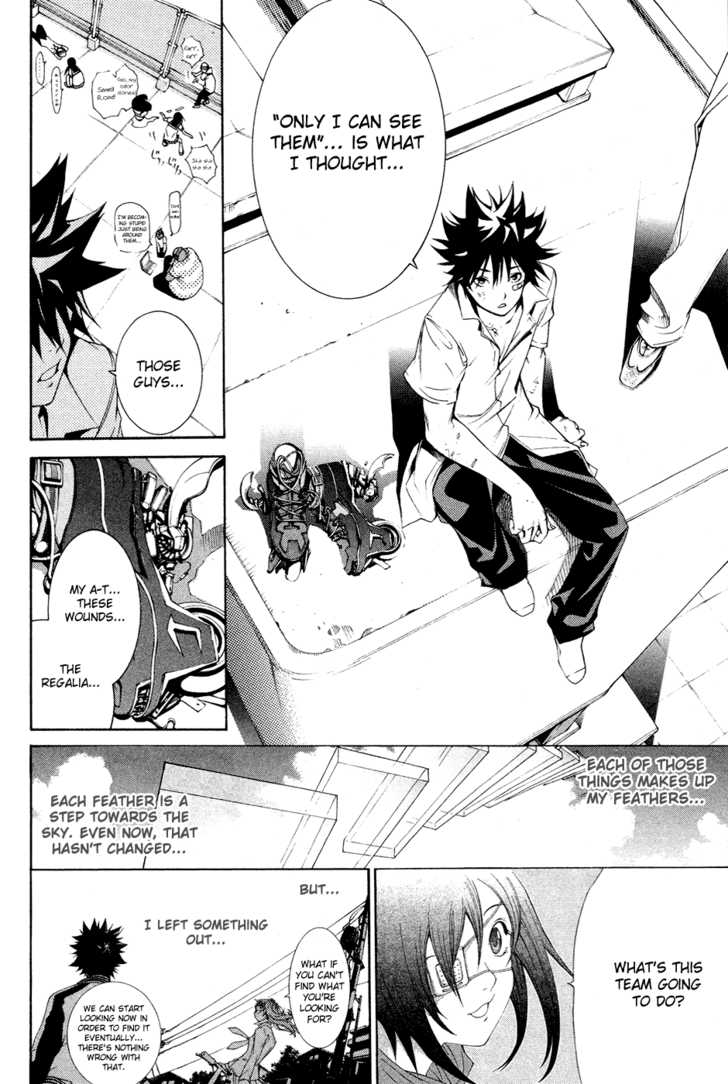 "ONLY I CAN SEE
THEM"... IS WHAT
I THOUGHT...
I'M BECOM-
ING STUPID
JUST BEING
AROUND
THEM...
THOSE
GUYS...
MY A-T...
THESE
WOUNDS...
THE
REGALIA...
EACH OF THOSE
THINGS MAKES UP
MY FEATHERS...
EACH FEATHER IS A
STEP TOWARDS THE
SKY. EVEN NOW, THAT
HASN'T CHANGED...
BUT...
I LEFT SOMETHING
OUT...
WHAT IF
YOU CAN'T
FIND WHAT
YOU'RE
LOOKING
FOR?
WE CAN START
LOOKING NOW IN
ORDER TO FIND IT
EVENTUALLY...
THERE'S NOTHING
WRONG WITH
THAT.
WHAT'S THIS
TEAM GOING
TO DO?